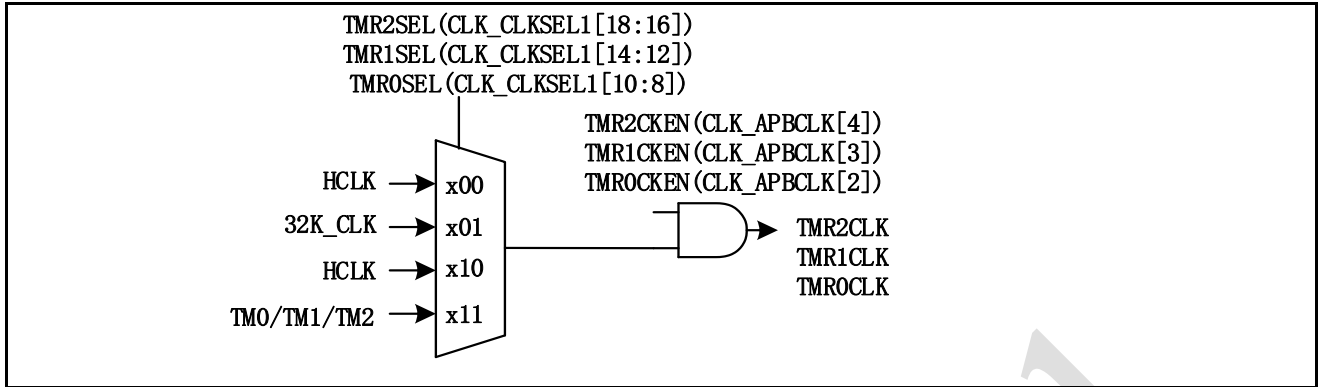 TMR2SEL(CLK_CLKSEL1[18:16])
TMR1SEL(CLK_CLKSEL1[14:12])
TMR0SEL(CLK_CLKSEL1[10:8])
TMR2CKEN(CLK_APBCLK[4])
TMR1CKEN(CLK_APBCLK[3])
TMR0CKEN(CLK_APBCLK[2])
HCLK x00
32K_CLK x01
HCLK x10
TM0/TM1/TM2 x11
TMR2CLK
TMR1CLK
TMR0CLK